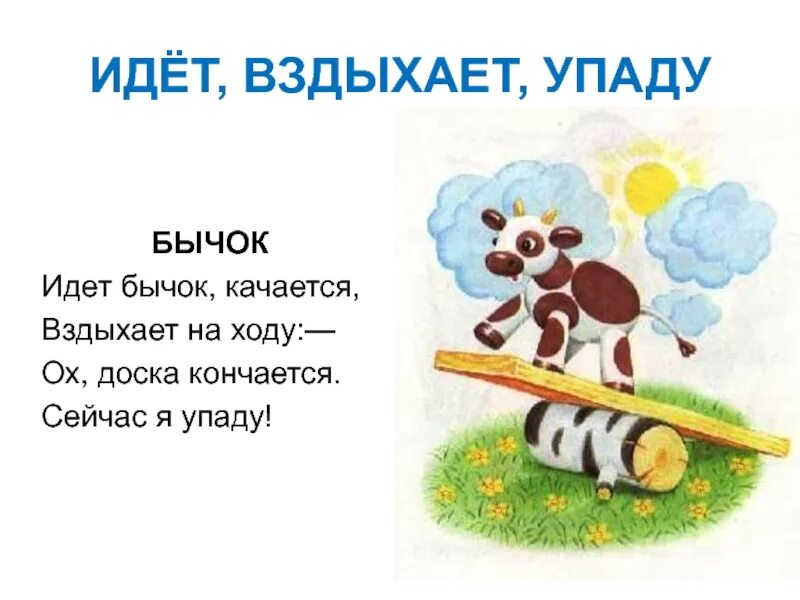 ИДЁТ, ВЗДЫХАЕТ, УПАДУ
БЫЧОК
Идет бычок, качается,
Вздыхает на ходу:—
Ох, доска кончается.
Сейчас я упаду!